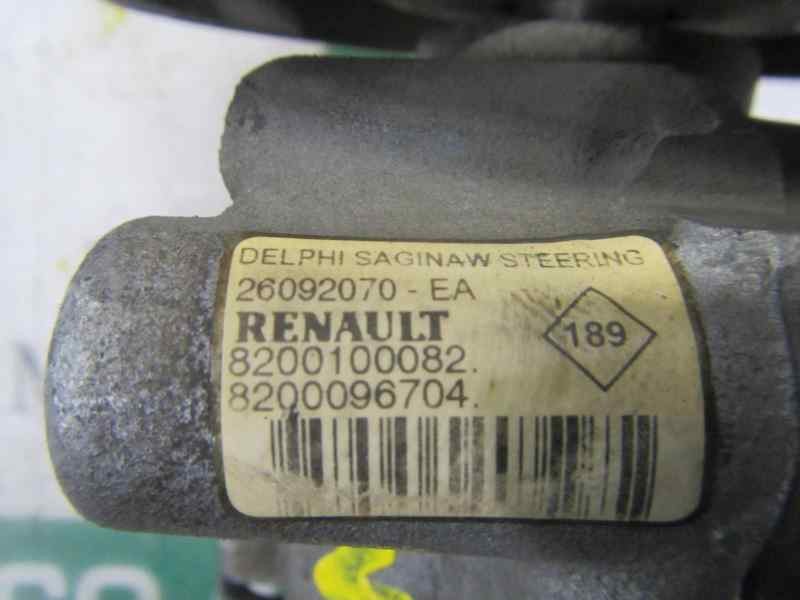 DELPHI SAGINAW STEERING
26092070 - EA
RENAULT
189
8200100082.
8200096704.